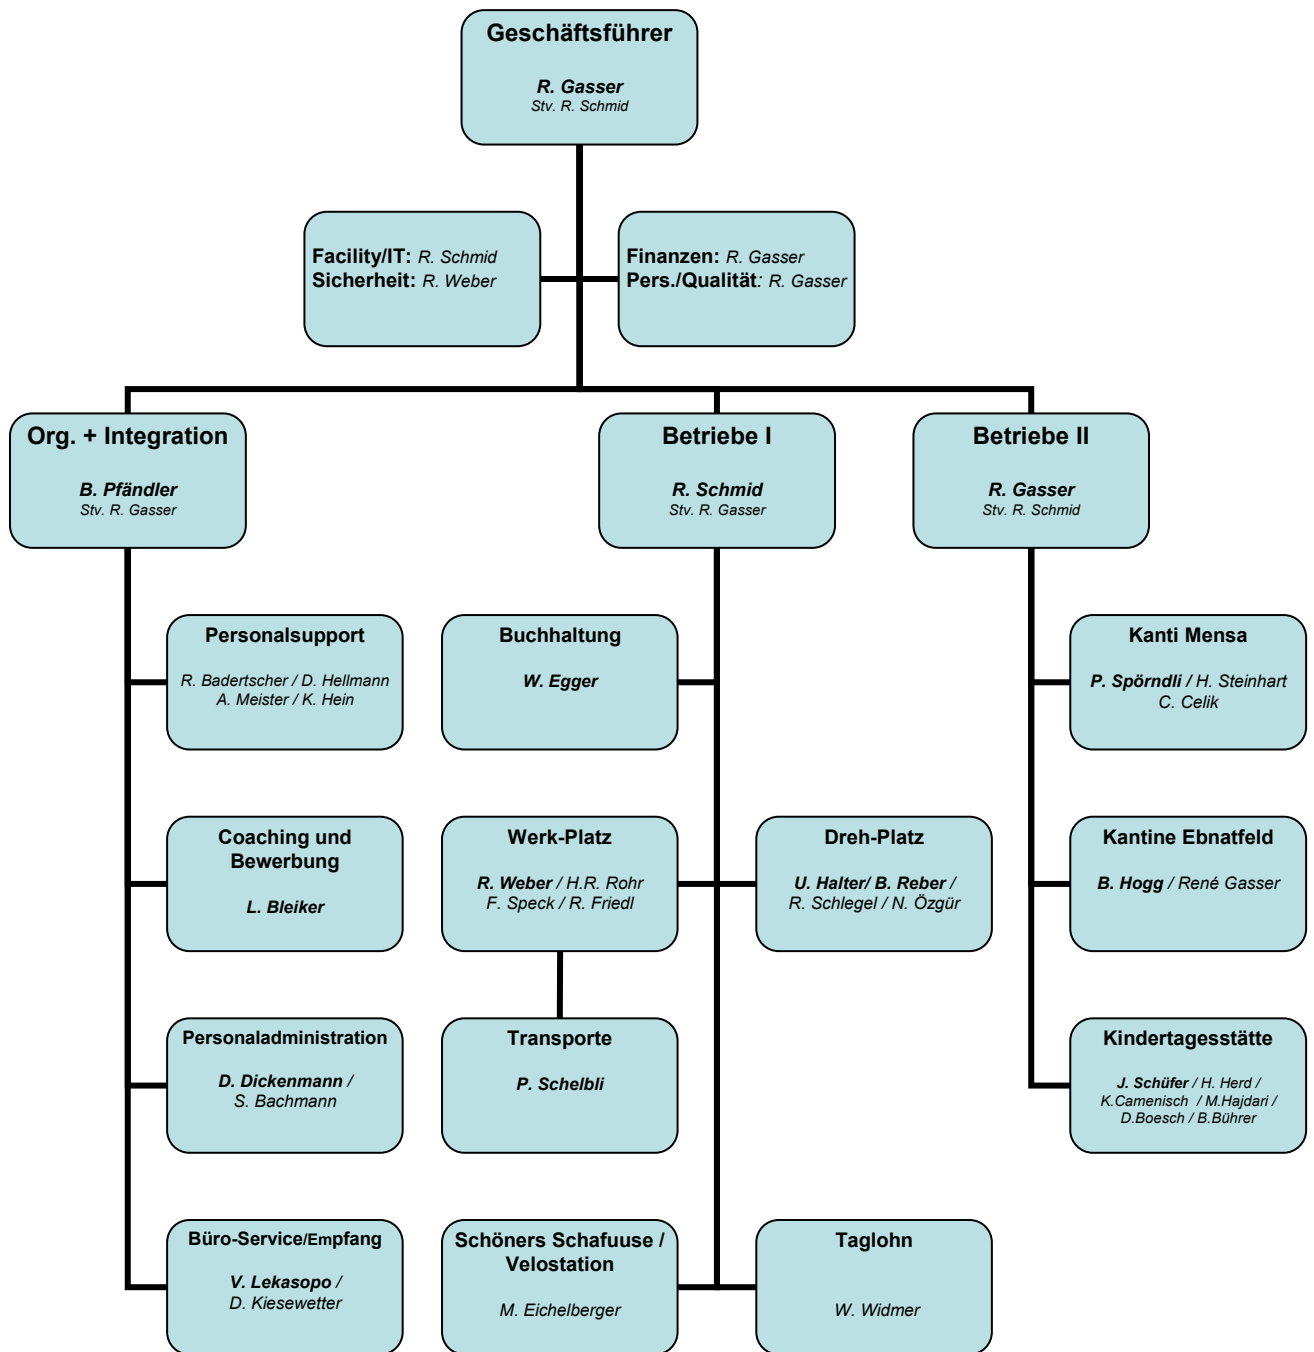 Geschäftsführer
R. Gasser
Stv. R. Schmid
Facility/IT: R. Schmid
Sicherheit: R. Weber
Finanzen: R. Gasser
Pers./Qualität: R. Gasser
Org. + Integration
B. Pfändler
Stv. R. Gasser
Betriebe I
R. Schmid
Stv. R. Gasser
Betriebe II
R. Gasser
Stv. R. Schmid
Personalsupport
R. Badertscher / D. Hellmann
A. Meister / K. Hein
Buchhaltung
W. Egger
Kanti Mensa
P. Spörndli / H. Steinhart
C. Celik
Coaching und
Bewerbung
L. Bleiker
Werk-Platz
R. Weber / H.R. Rohr
F. Speck / R. Friedl
Dreh-Platz
U. Halter/ B. Reber /
R. Schlegel / N. Özgür
Kantine Ebnatfeld
B. Hogg / René Gasser
Personaladministration
D. Dickenmann /
S. Bachmann
Transporte
P. Schelbli
Kindertagesstätte
J. Schüfer / H. Herd /
K.Camenisch / M.Hajdari /
D.Boesch / B.Bührer
Büro-Service/Empfang
V. Lekasopo /
D. Kiesewetter
Schöners Schafuuse /
Velostation
M. Eichelberger
Taglohn
W. Widmer